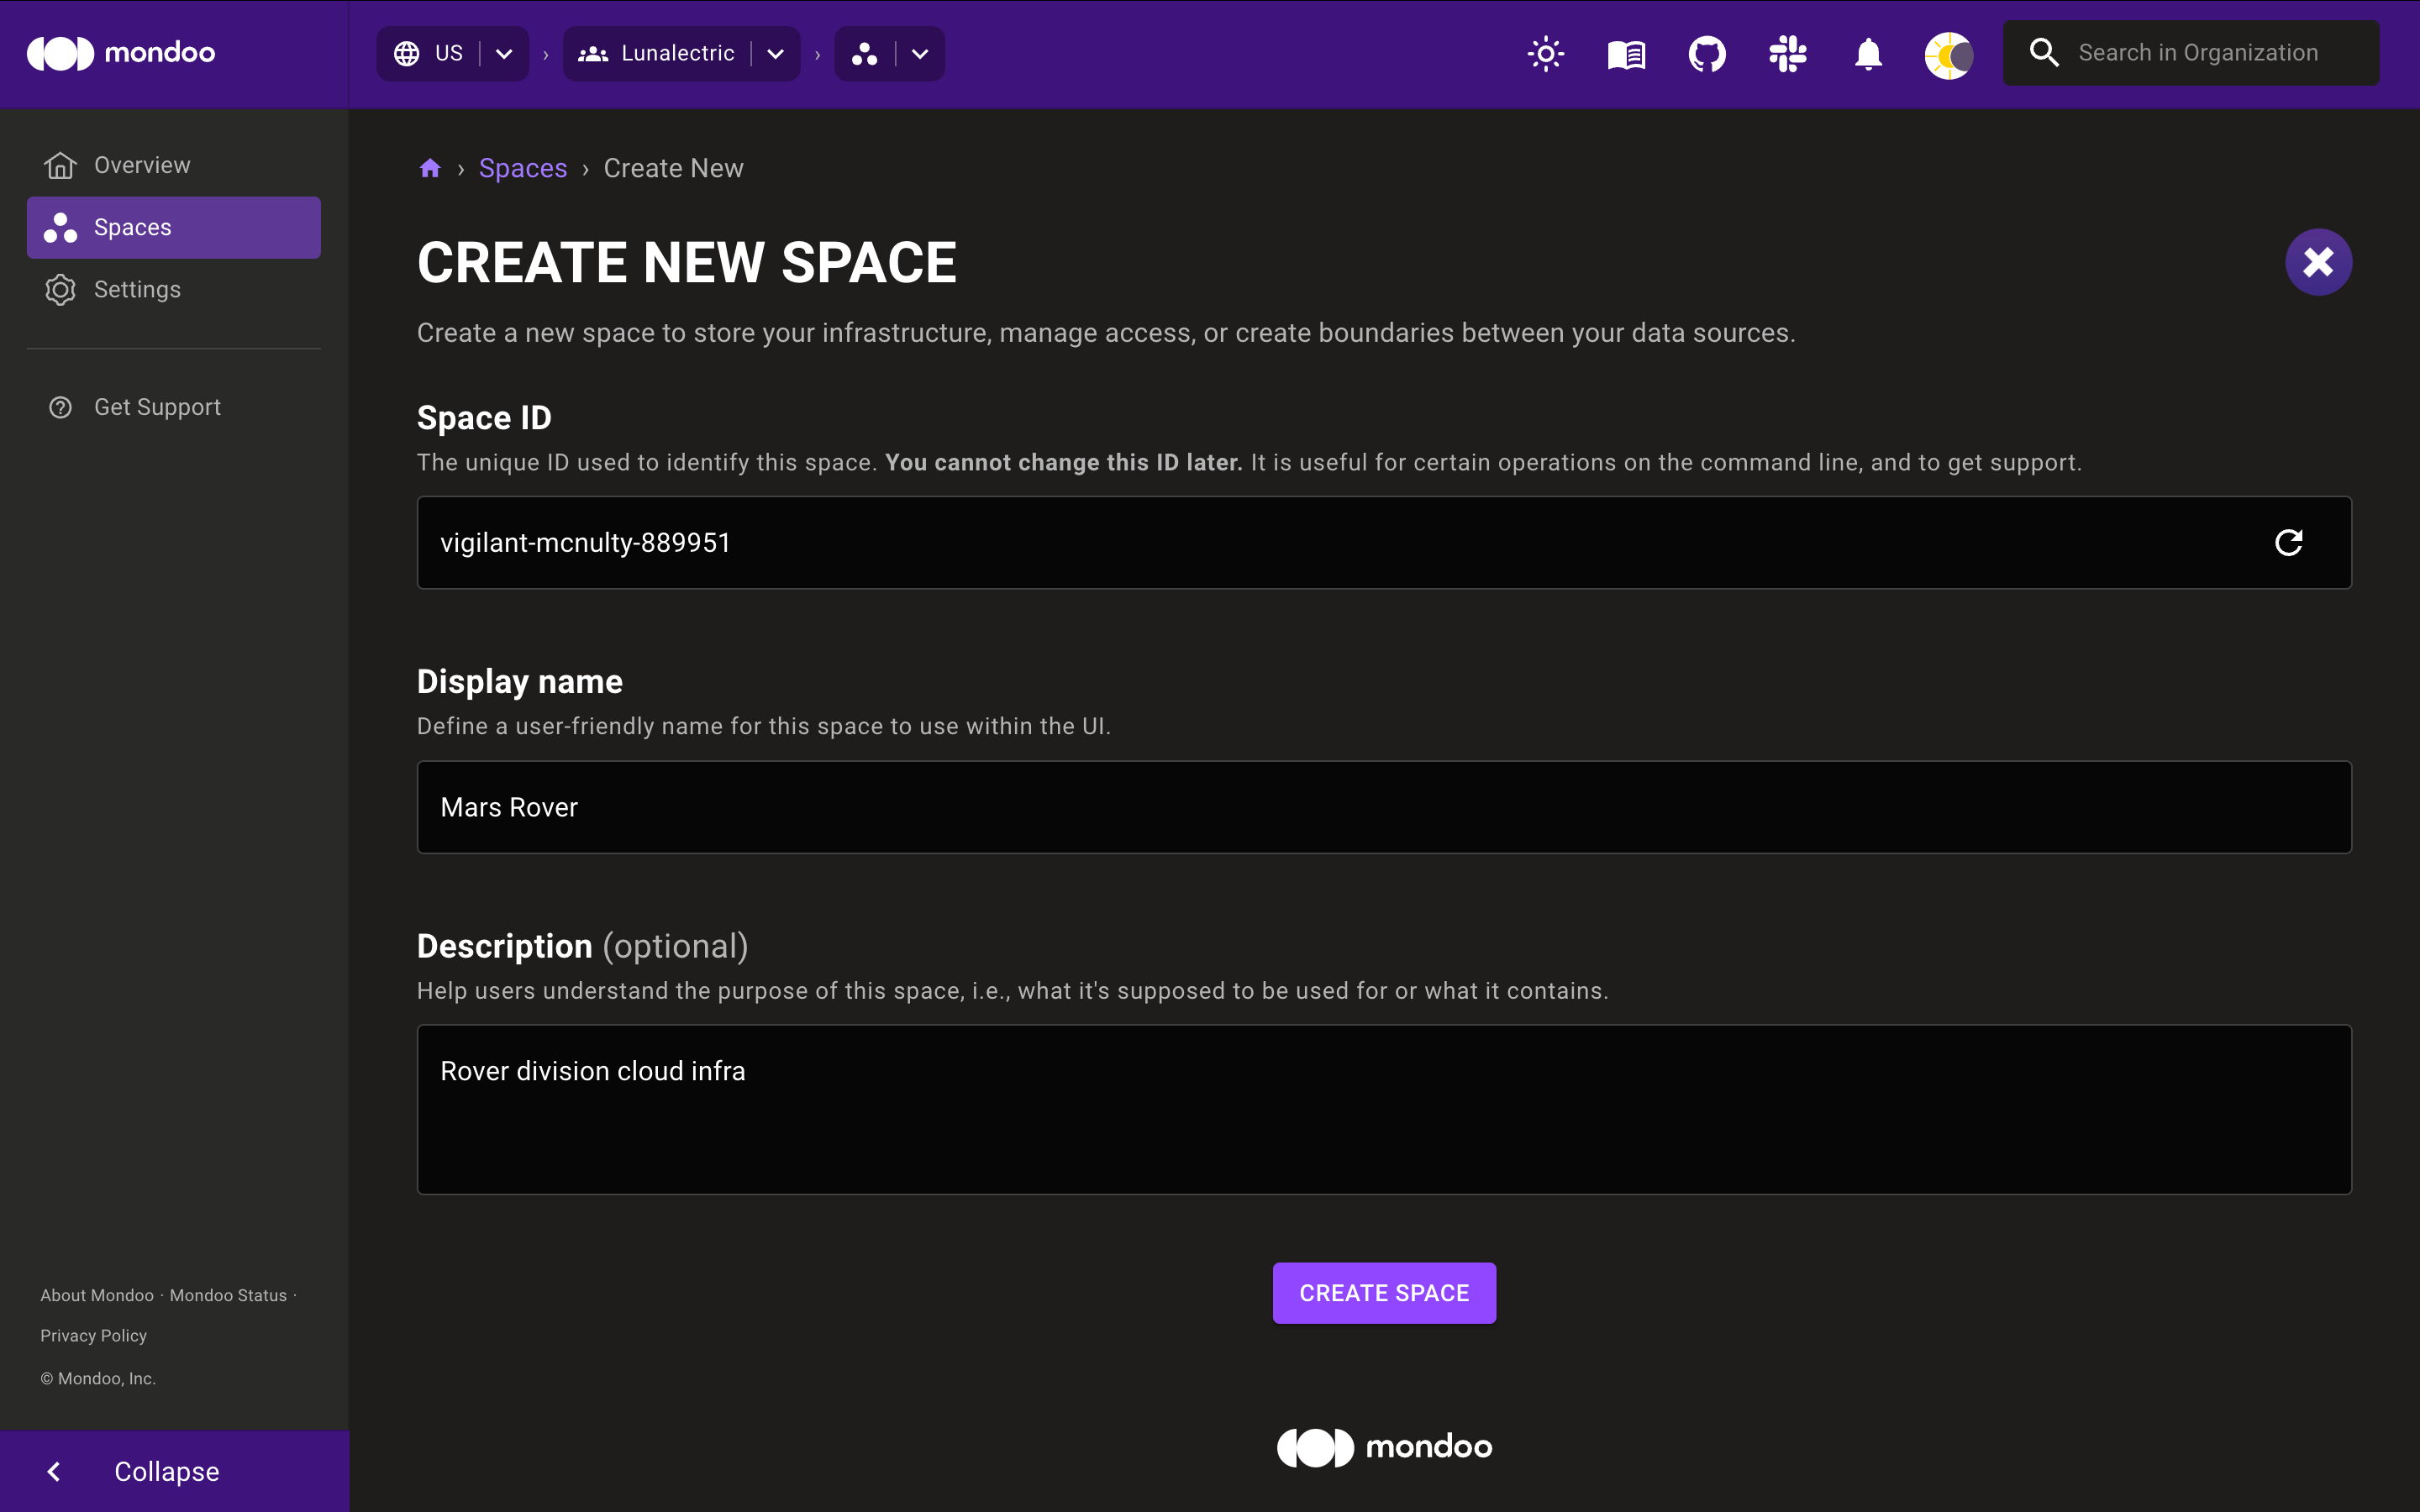 mondoo
US
Lunalectric
Search in Organization
Overview
Spaces
Settings
Get Support
Spaces › Create New
CREATE NEW SPACE
Create a new space to store your infrastructure, manage access, or create boundaries between your data sources.
Space ID
The unique ID used to identify this space. You cannot change this ID later. It is useful for certain operations on the command line, and to get support.
vigilant-mcnulty-889951
Display name
Define a user-friendly name for this space to use within the UI.
Mars Rover
Description (optional)
Help users understand the purpose of this space, i.e., what it's supposed to be used for or what it contains.
Rover division cloud infra
CREATE SPACE
About Mondoo · Mondoo Status ·
Privacy Policy
© Mondoo, Inc.
Collapse
mondoo